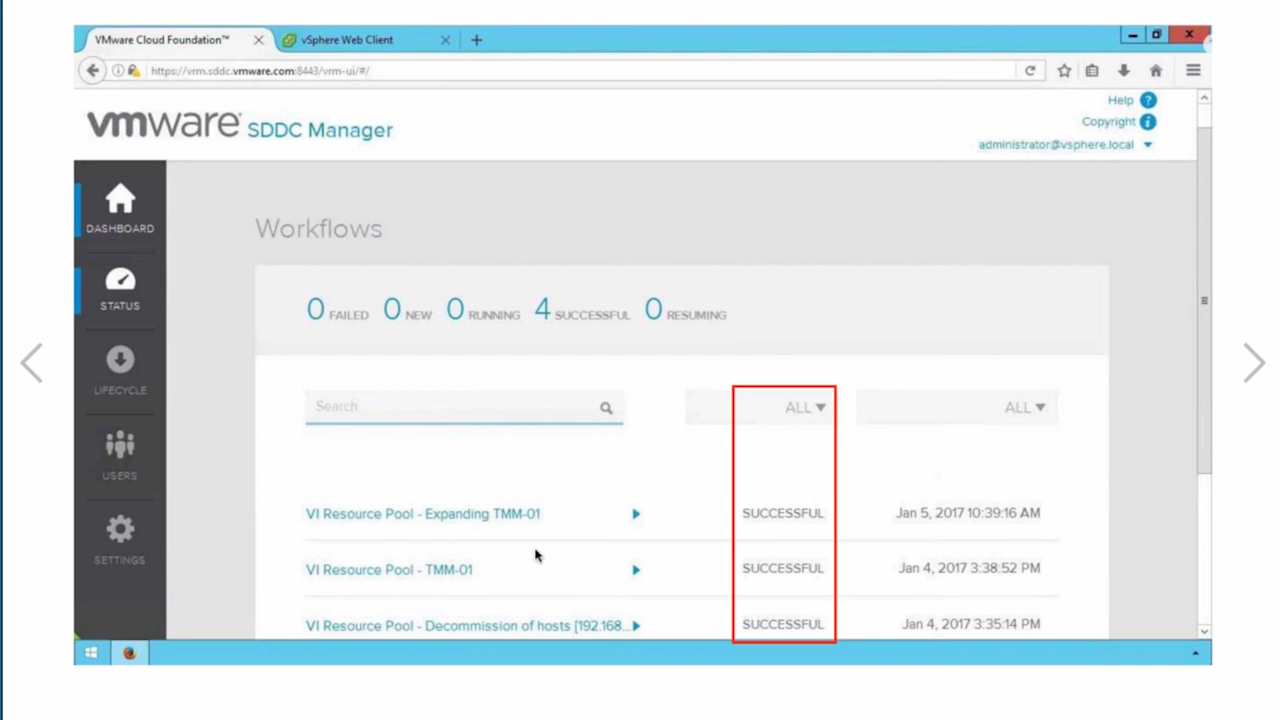 VMware Cloud Foundation™
vSphere Web Client
https://vrm.sddc.vmware.com:8443/vrm-ui/#/
Help ?
vmware® SDDC Manager
Copyright i
administrator@vsphere.local
DASHBOARD
Workflows
STATUS
0 FAILED 0 NEW 0 RUNNING 4 SUCCESSFUL 0 RESUMING
LIFECYCLE
Search
ALL
ALL
USERS
VI Resource Pool - Expanding TMM-01 SUCCESSFUL Jan 5, 2017 10:39:16 AM
SETTINGS
VI Resource Pool - TMM-01 SUCCESSFUL Jan 4, 2017 3:38:52 PM
VI Resource Pool - Decommission of hosts [192.168... SUCCESSFUL Jan 4, 2017 3:35:14 PM